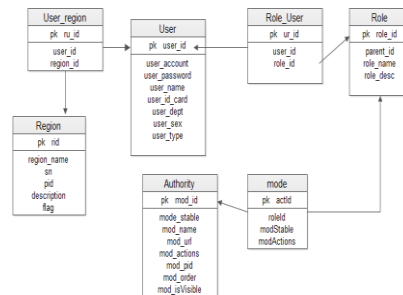 User_region
pk ru_id
user_id
region_id
User
pk user_id
user_account
user_password
user_name
user_id_card
user_dept
user_sex
user_type
Role_User
pk ur_id
user_id
role_id
Role
pk role_id
parent_id
role_name
role_desc
Region
pk rid
region_name
sn
pid
description
flag
Authority
pk mod_id
mode_stable
mod_name
mod_url
mod_actions
mod_pid
mod_order
mod_isVisible
mode
pk actId
roleId
modStable
modActions